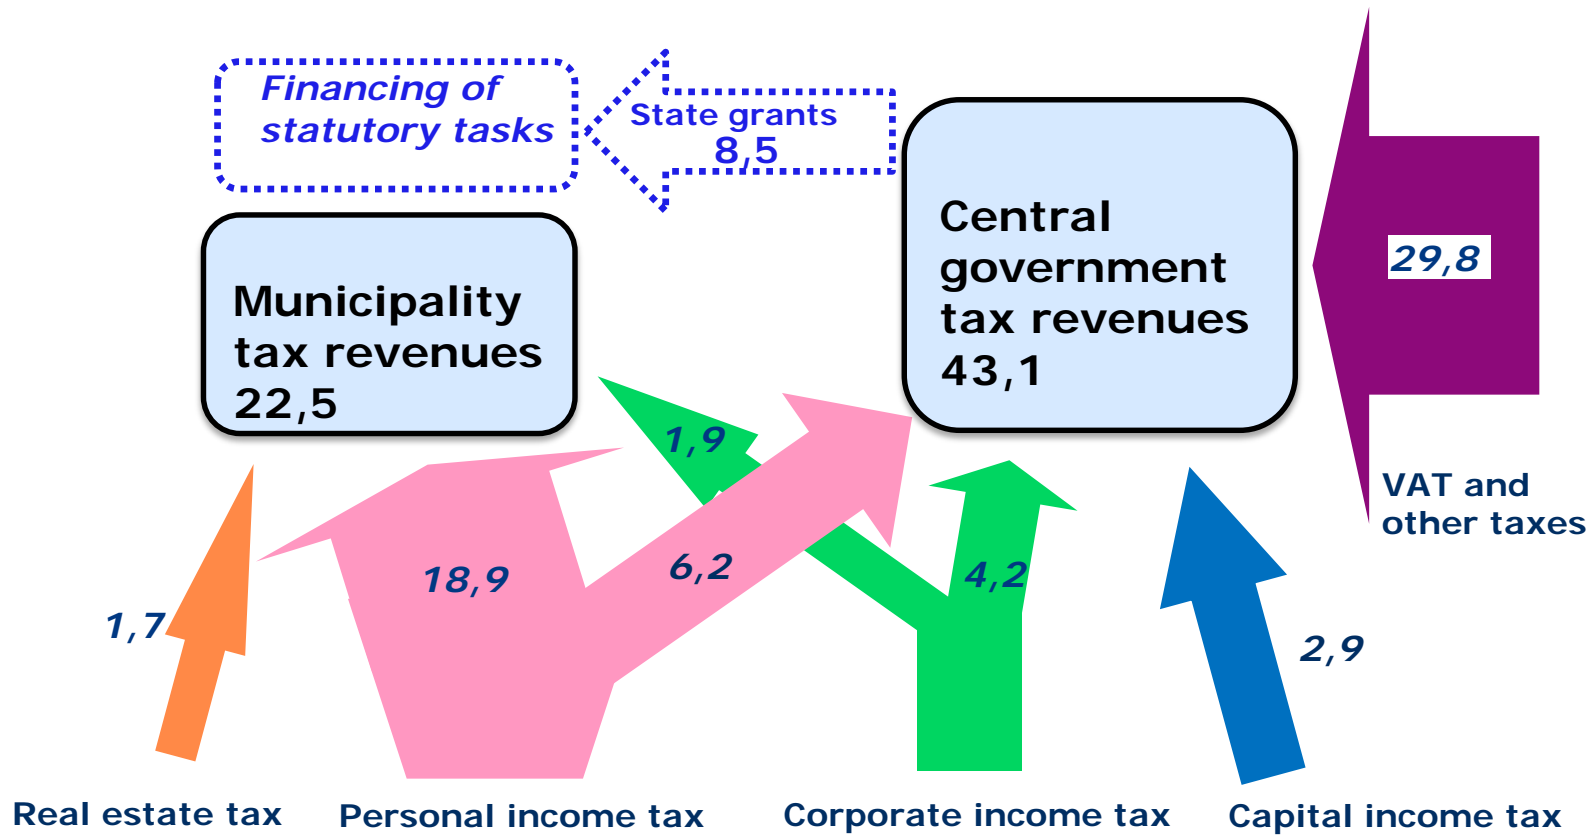 Financing of
statutory tasks
State grants
8,5
Central
government
tax revenues
43,1
29,8
Municipality
tax revenues
22,5
1,9
VAT and
other taxes
18,9
6,2
4,2
1,7
2,9
Real estate tax
Personal income tax
Corporate income tax
Capital income tax